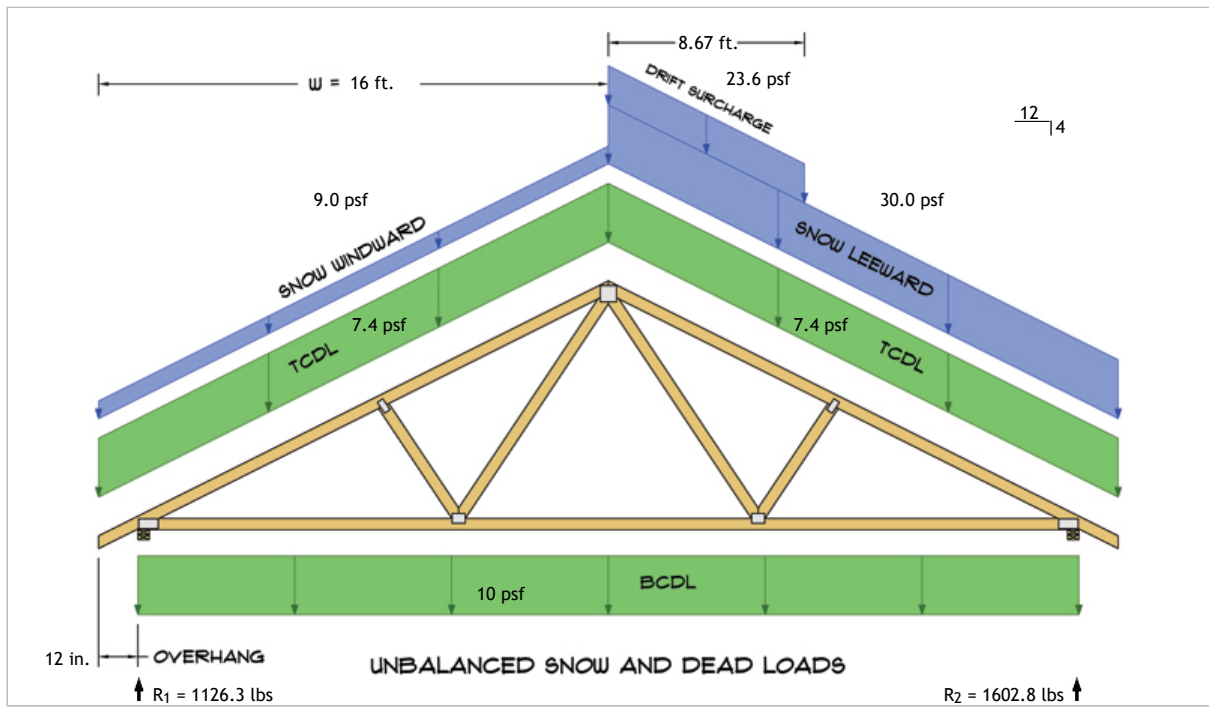 8.67 ft.
DRIFT SURCHARGE
23.6 psf
W = 16 ft.
12
4
9.0 psf
30.0 psf
SNOW WINDWARD
SNOW LEEWARD
7.4 psf
7.4 psf
TCDL
TCDL
10 psf
BCDL
12 in.
OVERHANG
UNBALANCED SNOW AND DEAD LOADS
R₁ = 1126.3 lbs
R₂ = 1602.8 lbs